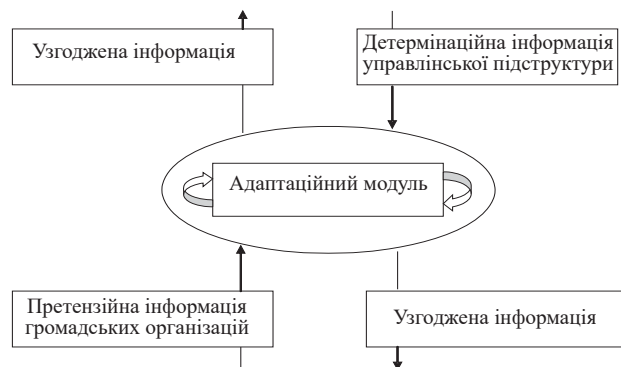 Узгоджена інформація
Детермінаційна інформація
управлінської підструктури
Адаптаційний модуль
Претензійна інформація
громадських організацій
Узгоджена інформація